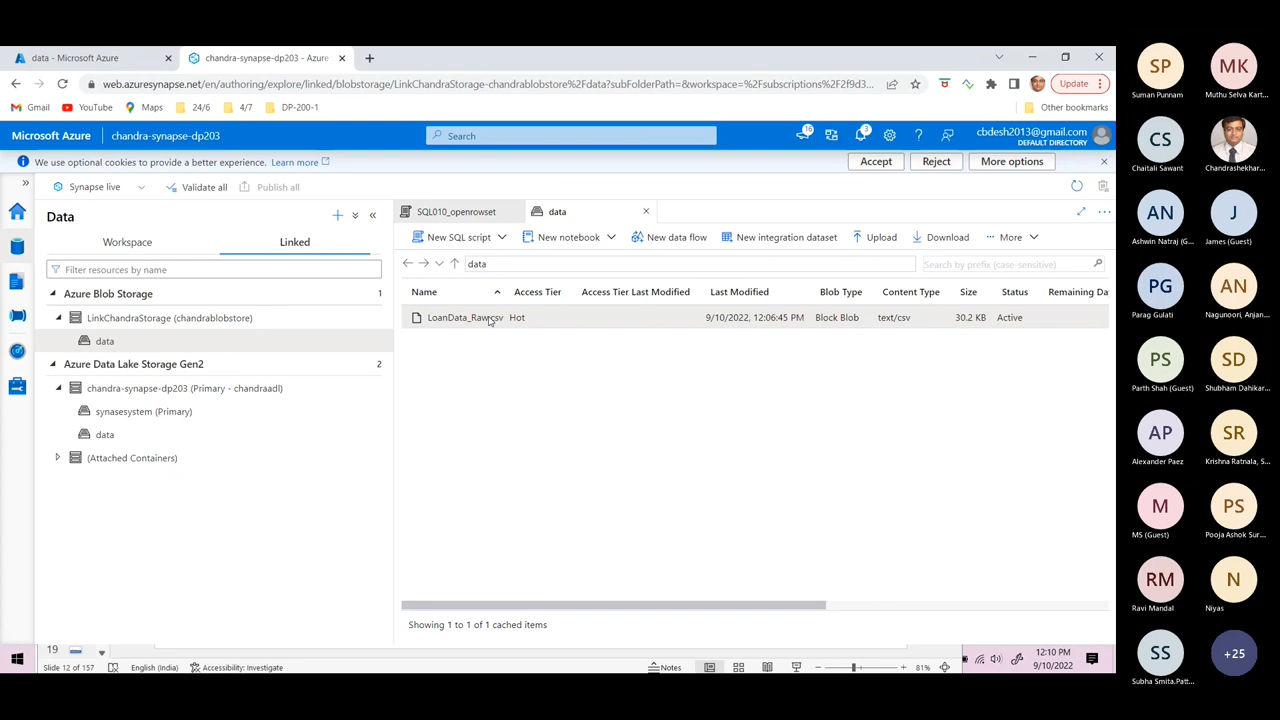 data - Microsoft Azure
chandra-synapse-dp203 - Azure
web.azuresynapse.net/en/authoring/explore/linked/blobstorage/LinkChandraStorage-chandrablobstore%2Fdata?subFolderPath=&workspace=%2Fsubscriptions%2F9d3...
Update
Gmail
YouTube
Maps
24/6
4/7
DP-200-1
Other bookmarks
Microsoft Azure
chandra-synapse-dp203
Search
16
3
cbdesh2013@gmail.com
DEFAULT DIRECTORY
We use optional cookies to provide a better experience. Learn more
Accept
Reject
More options
Synapse live
Validate all
Publish all
Data
Workspace
Linked
Filter resources by name
Azure Blob Storage 1
LinkChandraStorage (chandrablobstore)
data
Azure Data Lake Storage Gen2 2
chandra-synapse-dp203 (Primary - chandraadl)
synasesystem (Primary)
data
(Attached Containers)
SQL010_openrowset
data
New SQL script
New notebook
New data flow
New integration dataset
Upload
Download
More
data
Search by prefix (case-sensitive)
Name Access Tier Access Tier Last Modified Last Modified Blob Type Content Type Size Status Remaining Da
LoanData_Raw.csv Hot 9/10/2022, 12:06:45 PM Block Blob text/csv 30.2 KB Active
Showing 1 to 1 of 1 cached items
19
Slide 12 of 157
English (India)
Accessibility: Investigate
Notes
81%
12:10 PM
9/10/2022
SP
Suman Punnam
MK
Muthu Selva Kart...
CS
Chaitali Sawant
Chandrashekhar...
AN
Ashwin Natraj (G...
J
James (Guest)
PG
Parag Gulati
AN
Nagunoori, Anjan...
PS
Parth Shah (Guest)
SD
Shubham Dahikar...
AP
Alexander Paez
SR
Krishna Ratnala, S...
M
MS (Guest)
PS
Pooja Ashok Sur...
RM
Ravi Mandal
N
Niyas
SS
Subha Smita.Patt...
+25